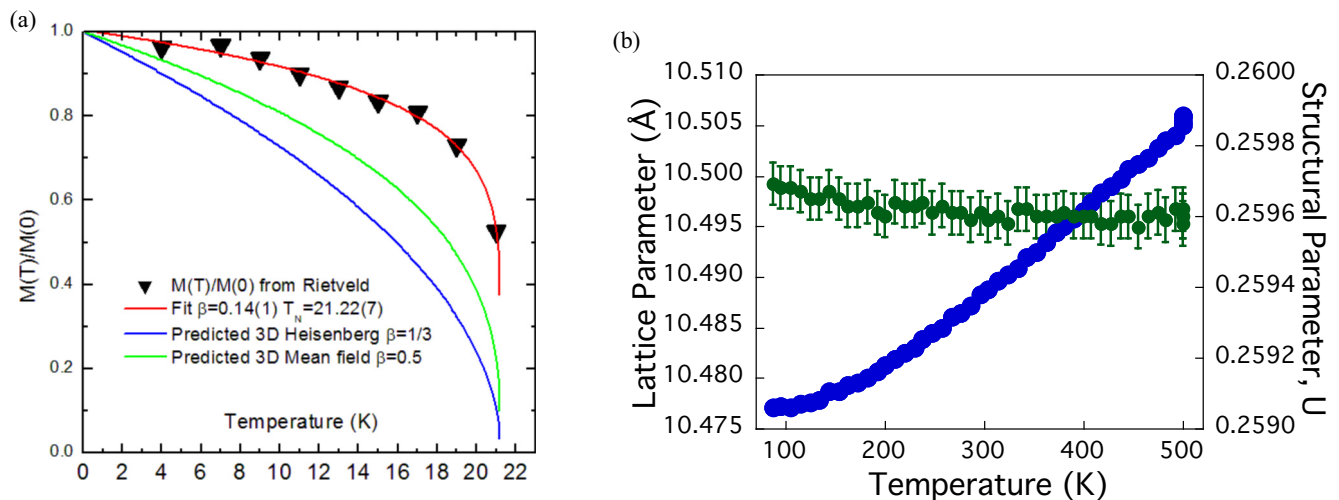 (a)
1.0
0.8
0.6
0.4
0.2
0.0
M(T)/M(0)
M(T)/M(0) from Rietveld
Fit β=0.14(1) T_N=21.22(7)
Predicted 3D Heisenberg β=1/3
Predicted 3D Mean field β=0.5
Temperature (K)
0 2 4 6 8 10 12 14 16 18 20 22
(b)
10.510
10.505
10.500
10.495
10.490
10.485
10.480
10.475
Lattice Parameter (Å)
0.2600
0.2598
0.2596
0.2594
0.2592
0.2590
Structural Parameter, U
100 200 300 400 500
Temperature (K)